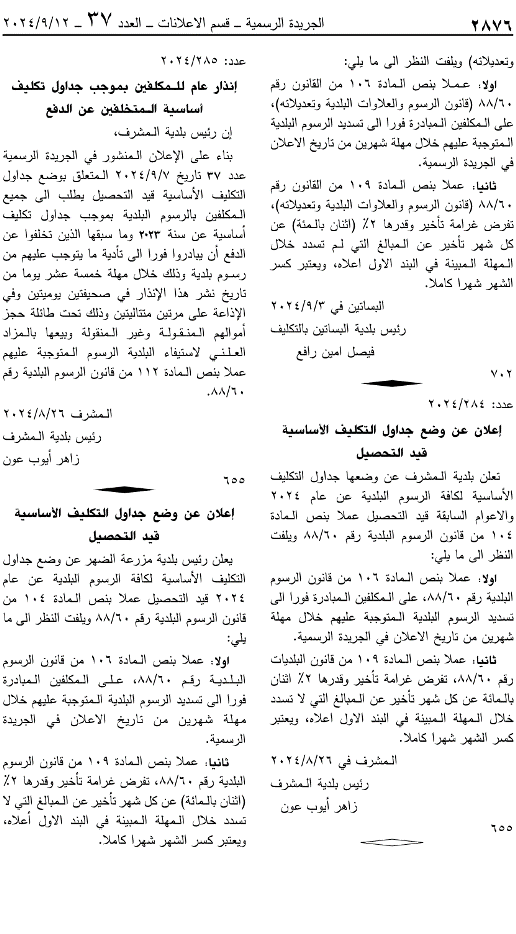 ٢٨٧٦
الجريدة الرسمية – قسم الاعلانات – العدد ٣٧ – ٢٠٢٤/٩/١٢
وتعديلاته) ويلفت النظر الى ما يلي:
اولا: عملا بنص المادة ١٠٦ من القانون رقم
٨٨/٦٠ (قانون الرسوم والعلاوات البلدية وتعديلاته)،
على المكلفين المبادرة فورا الى تسديد الرسوم البلدية
المتوجبة عليهم خلال مهلة شهرين من تاريخ الاعلان
في الجريدة الرسمية.
ثانيا: عملا بنص المادة ١٠٩ من القانون رقم
٨٨/٦٠ (قانون الرسوم والعلاوات البلدية وتعديلاته)،
تفرض غرامة تأخير وقدرها ٢٪ (اثنان بالمئة) عن
كل شهر تأخير عن المبالغ التي لم تسدد خلال
المهلة المبينة في البند الاول اعلاه، ويعتبر كسر
الشهر شهرا كاملا.
البساتين في ٢٠٢٤/٩/٣
رئيس بلدية البساتين بالتكليف
فيصل امين رافع
٧٠٢
عدد: ٢٠٢٤/٢٨٤
إعلان عن وضع جداول التكليف الأساسية
قيد التحصيل
تعلن بلدية المشرف عن وضعها جداول التكليف
الأساسية لكافة الرسوم البلدية عن عام ٢٠٢٤
والاعوام السابقة قيد التحصيل عملا بنص المادة
١٠٤ من قانون الرسوم البلدية رقم ٨٨/٦٠ ويلفت
النظر الى ما يلي:
اولا: عملا بنص المادة ١٠٦ من قانون الرسوم
البلدية رقم ٨٨/٦٠، على المكلفين المبادرة فورا الى
تسديد الرسوم البلدية المتوجبة عليهم خلال مهلة
شهرين من تاريخ الاعلان في الجريدة الرسمية.
ثانيا: عملا بنص المادة ١٠٩ من قانون البلديات
رقم ٨٨/٦٠، تفرض غرامة تأخير وقدرها ٢٪ اثنان
بالمائة عن كل شهر تأخير عن المبالغ التي لا تسدد
خلال المهلة المبينة في البند الاول اعلاه، ويعتبر
كسر الشهر شهرا كاملا.
المشرف في ٢٠٢٤/٨/٢٦
رئيس بلدية المشرف
زاهر أيوب عون
٦٥٥
عدد: ٢٠٢٤/٢٨٥
إنذار عام للمكلفين بموجب جداول تكليف
أساسية المتخلفين عن الدفع
إن رئيس بلدية المشرف،
بناء على الإعلان المنشور في الجريدة الرسمية
عدد ٣٧ تاريخ ٢٠٢٤/٩/٧ المتعلق بوضع جداول
التكليف الأساسية قيد التحصيل يطلب الى جميع
المكلفين بالرسوم البلدية بموجب جداول تكليف
أساسية عن سنة ٢٠٢٣ وما سبقها الذين تخلفوا عن
الدفع أن يبادروا فورا الى تأدية ما يتوجب عليهم من
رسوم بلدية وذلك خلال مهلة خمسة عشر يوما من
تاريخ نشر هذا الإنذار في صحيفتين يوميتين وفي
الإذاعة على مرتين متتاليتين وذلك تحت طائلة حجز
أموالهم المنقولة وغير المنقولة وبيعها بالمزاد
العلني لاستيفاء البلدية الرسوم المتوجبة عليهم
عملا بنص المادة ١١٢ من قانون الرسوم البلدية رقم
٨٨/٦٠.
المشرف ٢٠٢٤/٨/٢٦
رئيس بلدية المشرف
زاهر أيوب عون
٦٥٥
إعلان عن وضع جداول التكليف الأساسية
قيد التحصيل
يعلن رئيس بلدية مزرعة الضهر عن وضع جداول
التكليف الأساسية لكافة الرسوم البلدية عن عام
٢٠٢٤ قيد التحصيل عملا بنص المادة ١٠٤ من
قانون الرسوم البلدية رقم ٨٨/٦٠ ويلفت النظر الى ما
يلي:
اولا: عملا بنص المادة ١٠٦ من قانون الرسوم
البلدية رقم ٨٨/٦٠، على المكلفين المبادرة
فورا الى تسديد الرسوم البلدية المتوجبة عليهم خلال
مهلة شهرين من تاريخ الاعلان في الجريدة
الرسمية.
ثانيا: عملا بنص المادة ١٠٩ من قانون الرسوم
البلدية رقم ٨٨/٦٠، تفرض غرامة تأخير وقدرها ٢٪
(اثنان بالمائة) عن كل شهر تأخير عن المبالغ التي لا
تسدد خلال المهلة المبينة في البند الاول أعلاه،
ويعتبر كسر الشهر شهرا كاملا.